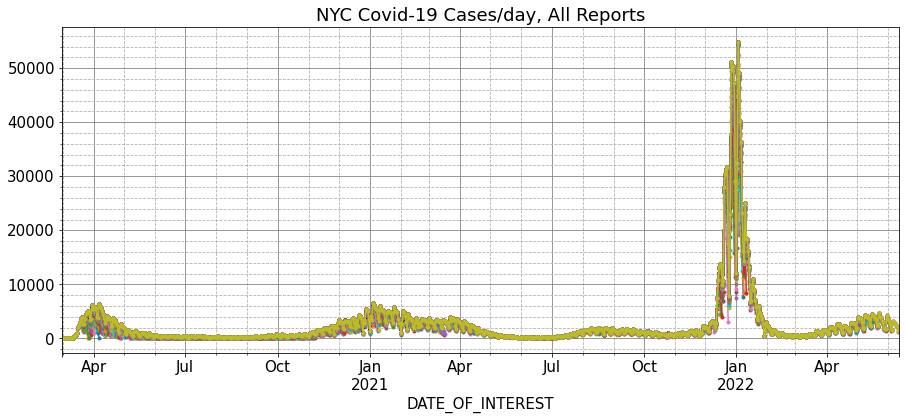 NYC Covid-19 Cases/day, All Reports
50000
40000
30000
20000
10000
0
Apr Jul Oct Jan Apr Jul Oct Jan Apr
2021 2022
DATE_OF_INTEREST